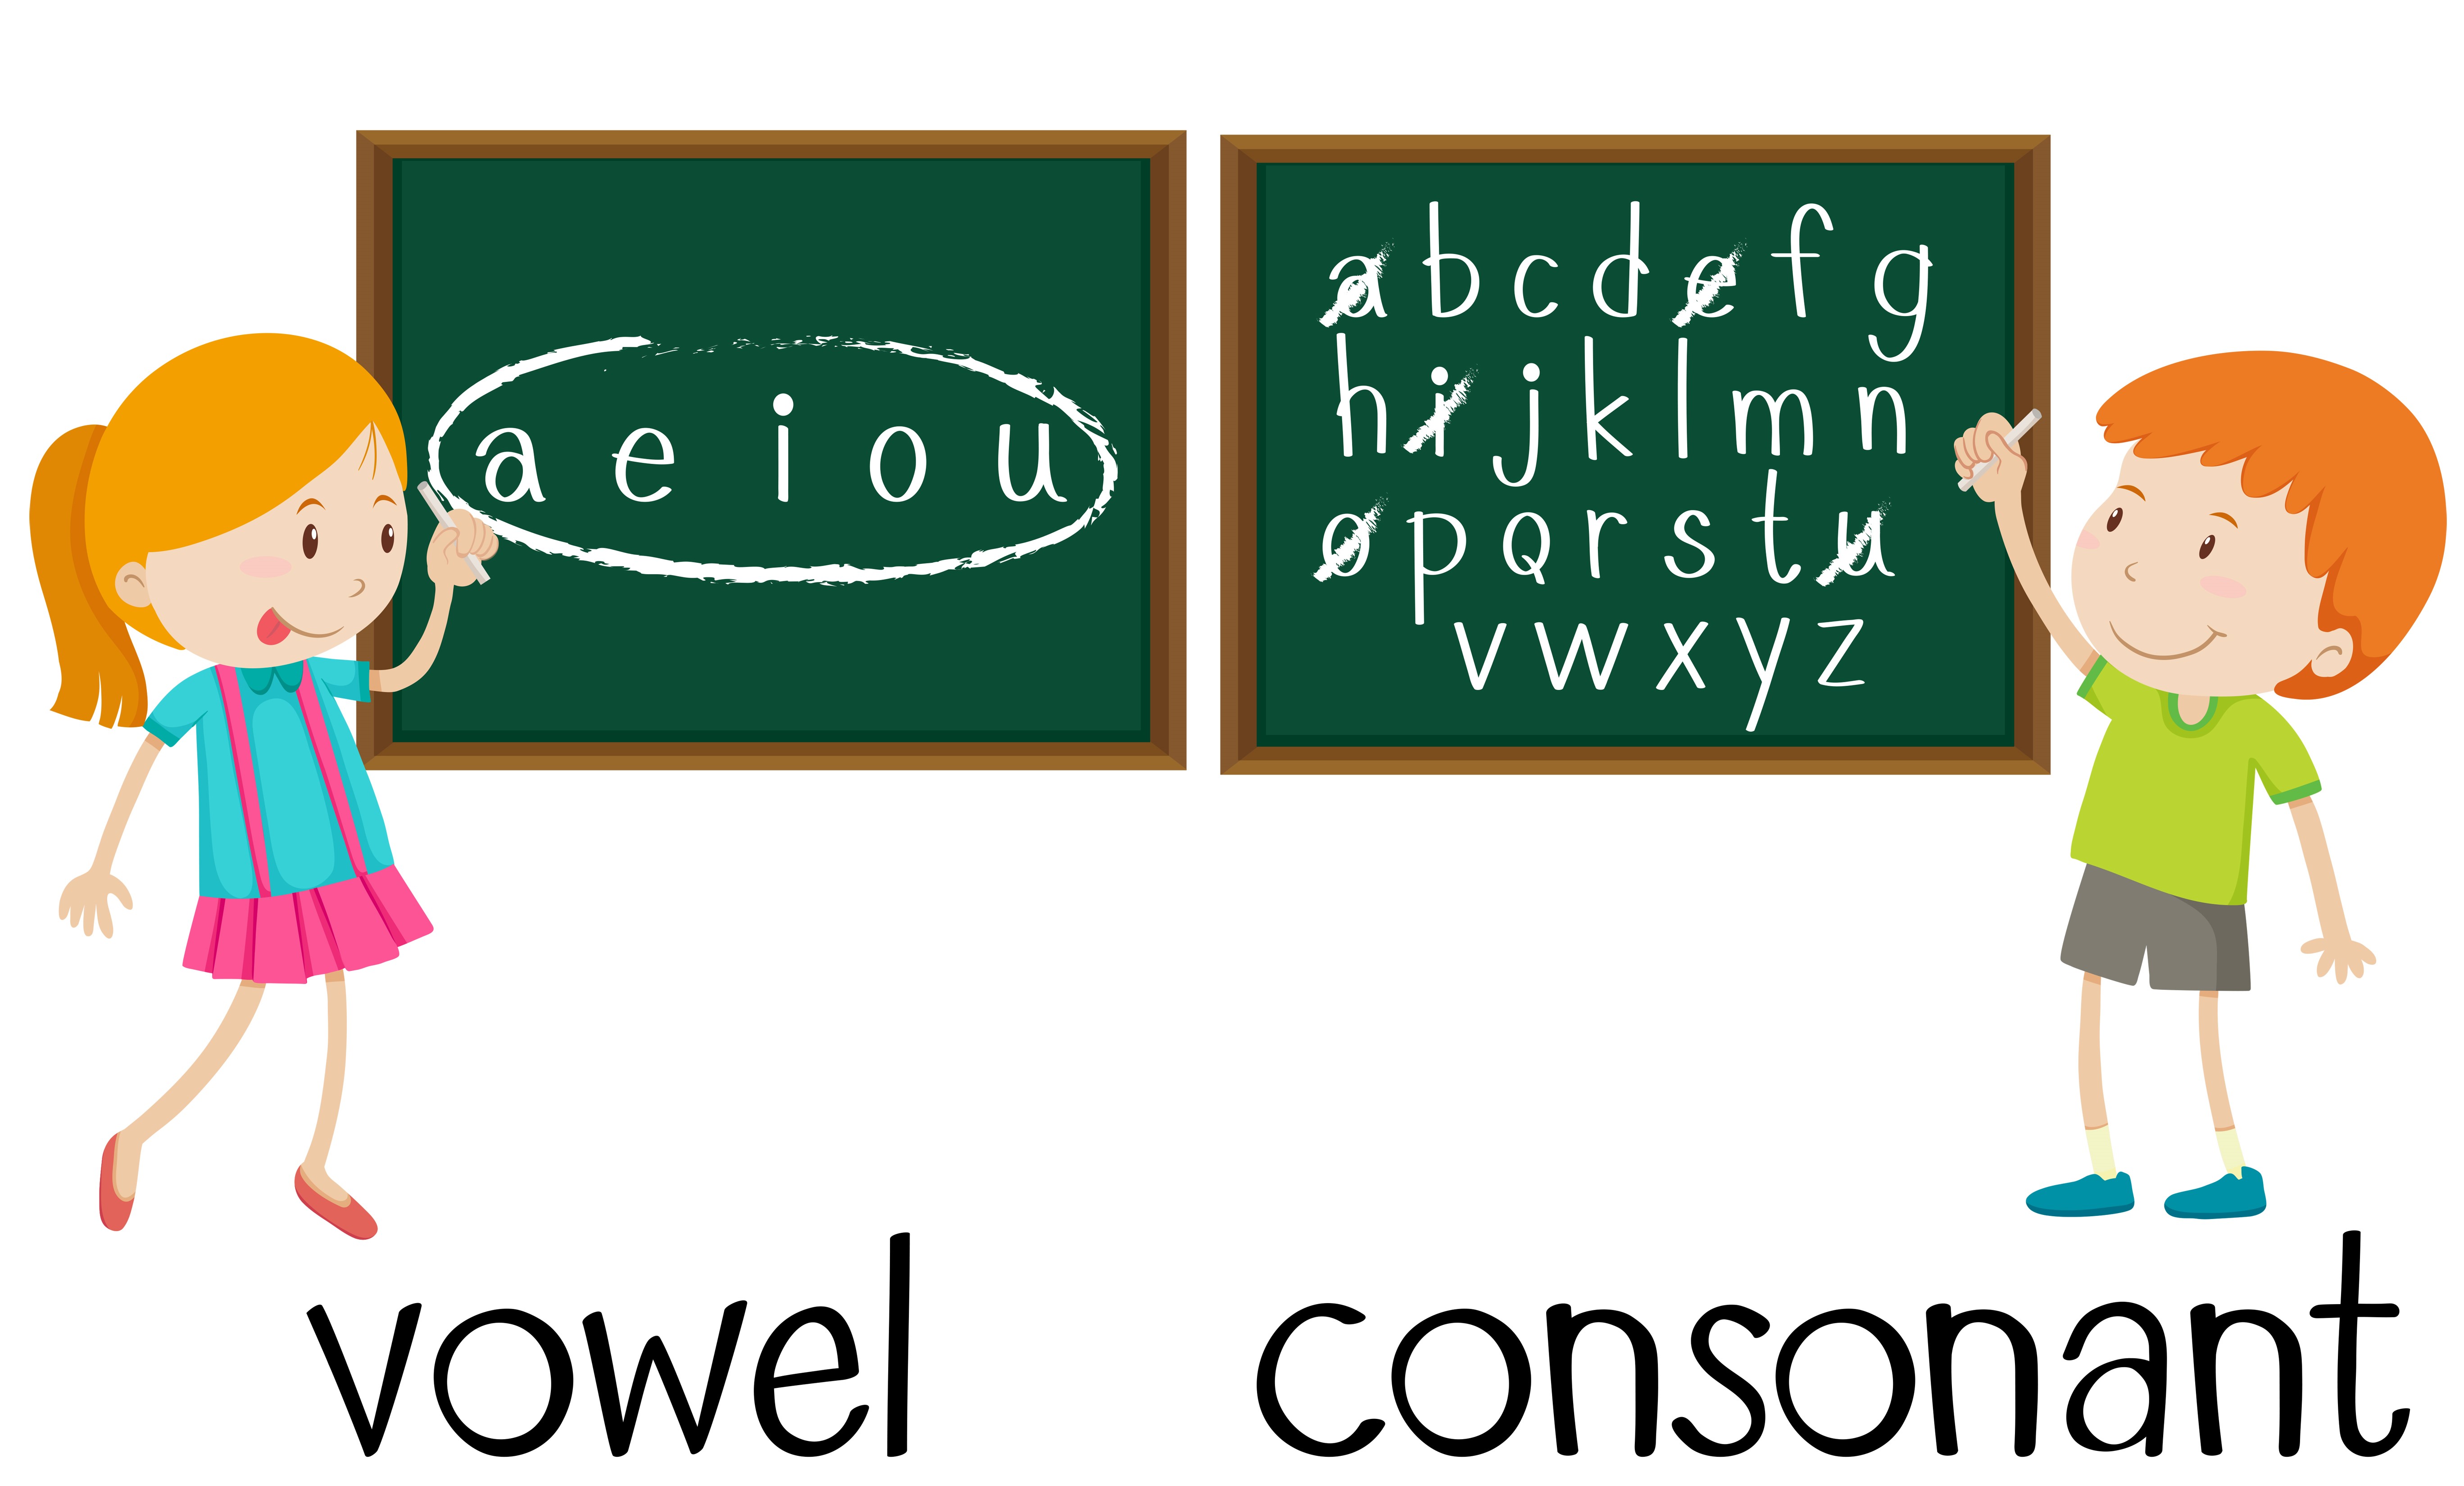 a e i o u
a b c d e f g
h i j k l m n
o p q r s t u
v w x y z
vowel
consonant